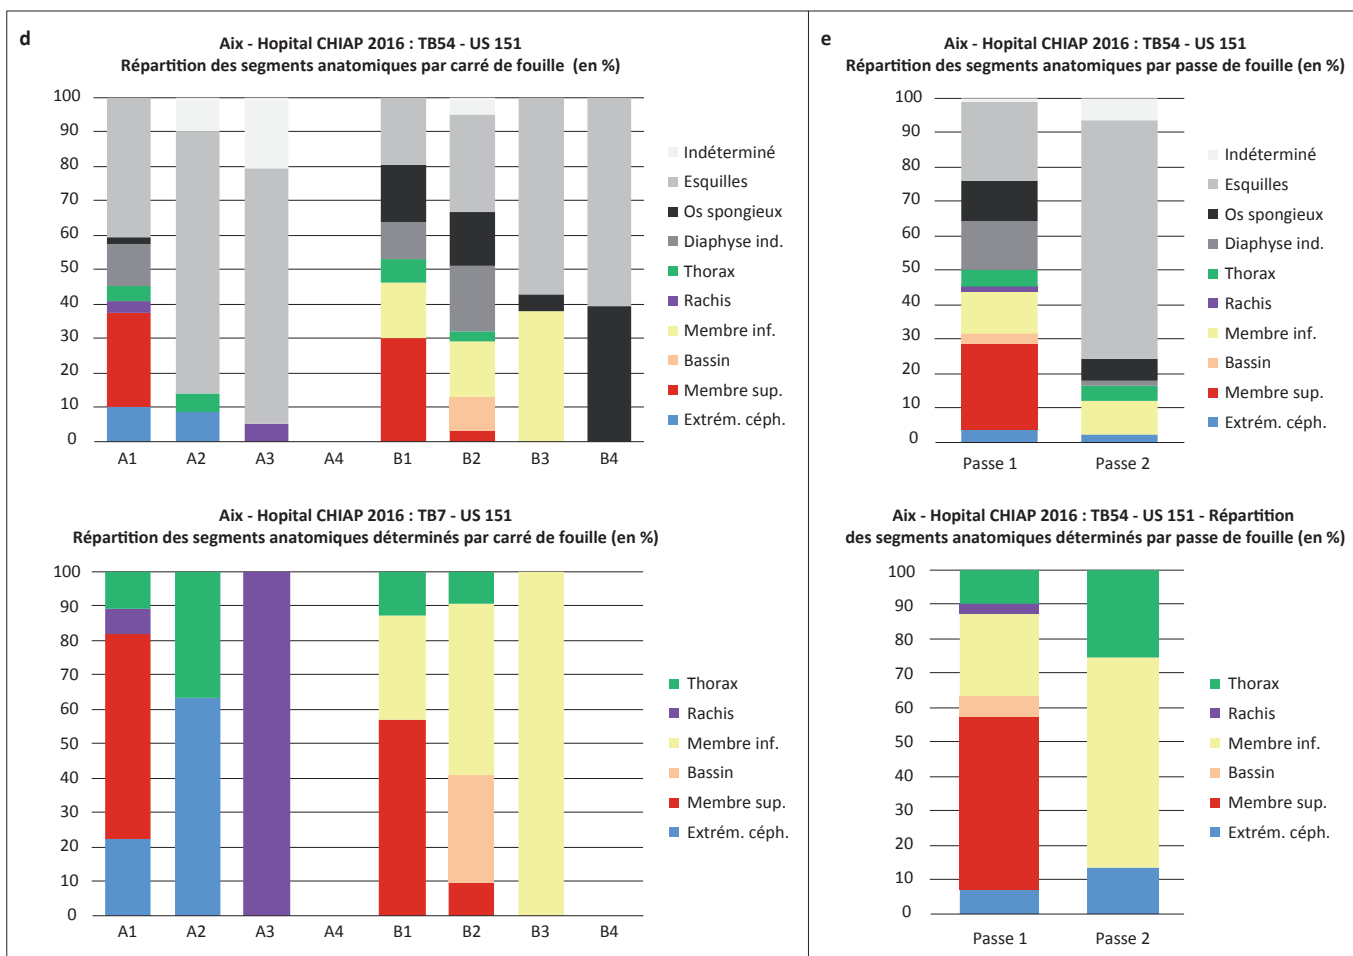 d
Aix - Hopital CHIAP 2016 : TB54 - US 151
Répartition des segments anatomiques par carré de fouille (en %)
100
90
80
70
60
50
40
30
20
10
0
A1 A2 A3 A4 B1 B2 B3 B4
Indéterminé
Esquilles
Os spongieux
Diaphyse ind.
Thorax
Rachis
Membre inf.
Bassin
Membre sup.
Extrém. céph.
e
Aix - Hopital CHIAP 2016 : TB54 - US 151
Répartition des segments anatomiques par passe de fouille (en %)
100
90
80
70
60
50
40
30
20
10
0
Passe 1 Passe 2
Indéterminé
Esquilles
Os spongieux
Diaphyse ind.
Thorax
Rachis
Membre inf.
Bassin
Membre sup.
Extrém. céph.
Aix - Hopital CHIAP 2016 : TB7 - US 151
Répartition des segments anatomiques déterminés par carré de fouille (en %)
100
90
80
70
60
50
40
30
20
10
0
A1 A2 A3 A4 B1 B2 B3 B4
Thorax
Rachis
Membre inf.
Bassin
Membre sup.
Extrém. céph.
Aix - Hopital CHIAP 2016 : TB54 - US 151 - Répartition
des segments anatomiques déterminés par passe de fouille (en %)
100
90
80
70
60
50
40
30
20
10
0
Passe 1 Passe 2
Thorax
Rachis
Membre inf.
Bassin
Membre sup.
Extrém. céph.